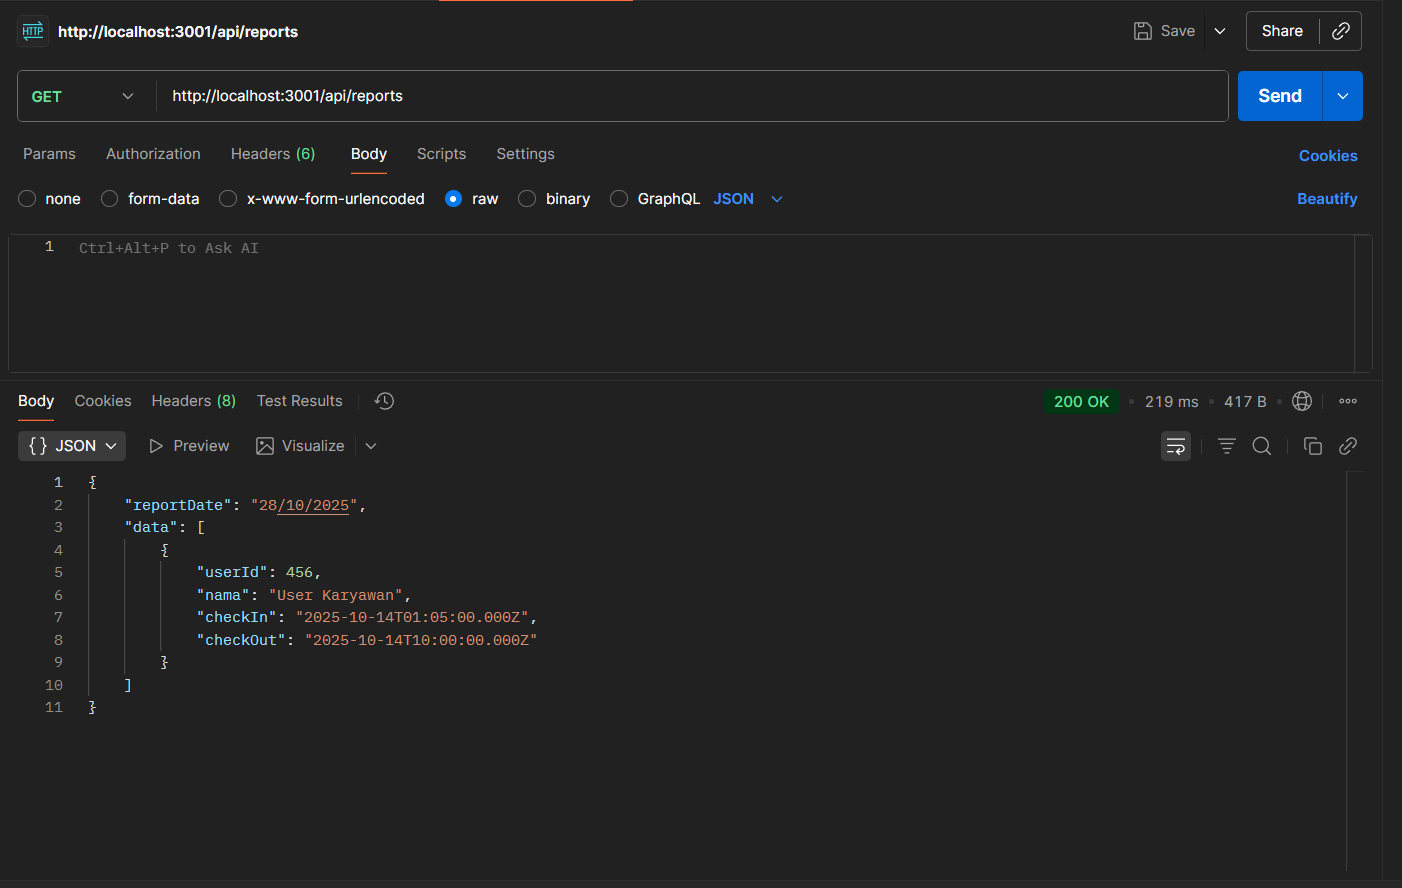 HTTP http://localhost:3001/api/reports Save Share
GET http://localhost:3001/api/reports Send
Params Authorization Headers (6) Body Scripts Settings Cookies
none form-data x-www-form-urlencoded raw binary GraphQL JSON Beautify
1 Ctrl+Alt+P to Ask AI
Body Cookies Headers (8) Test Results 200 OK • 219 ms • 417 B •
{} JSON Preview Visualize
1 {
2 "reportDate": "28/10/2025",
3 "data": [
4 {
5 "userId": 456,
6 "nama": "User Karyawan",
7 "checkIn": "2025-10-14T01:05:00.000Z",
8 "checkOut": "2025-10-14T10:00:00.000Z"
9 }
10 ]
11 }